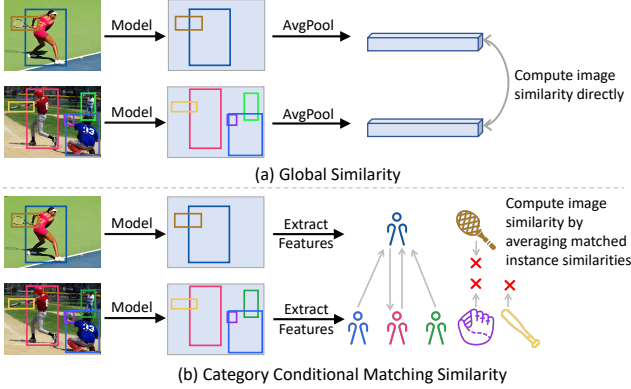 Model
AvgPool
Model
AvgPool
Compute image
similarity directly
(a) Global Similarity
Model
Extract
Features
Compute image
similarity by
averaging matched
instance similarities
Model
Extract
Features
(b) Category Conditional Matching Similarity